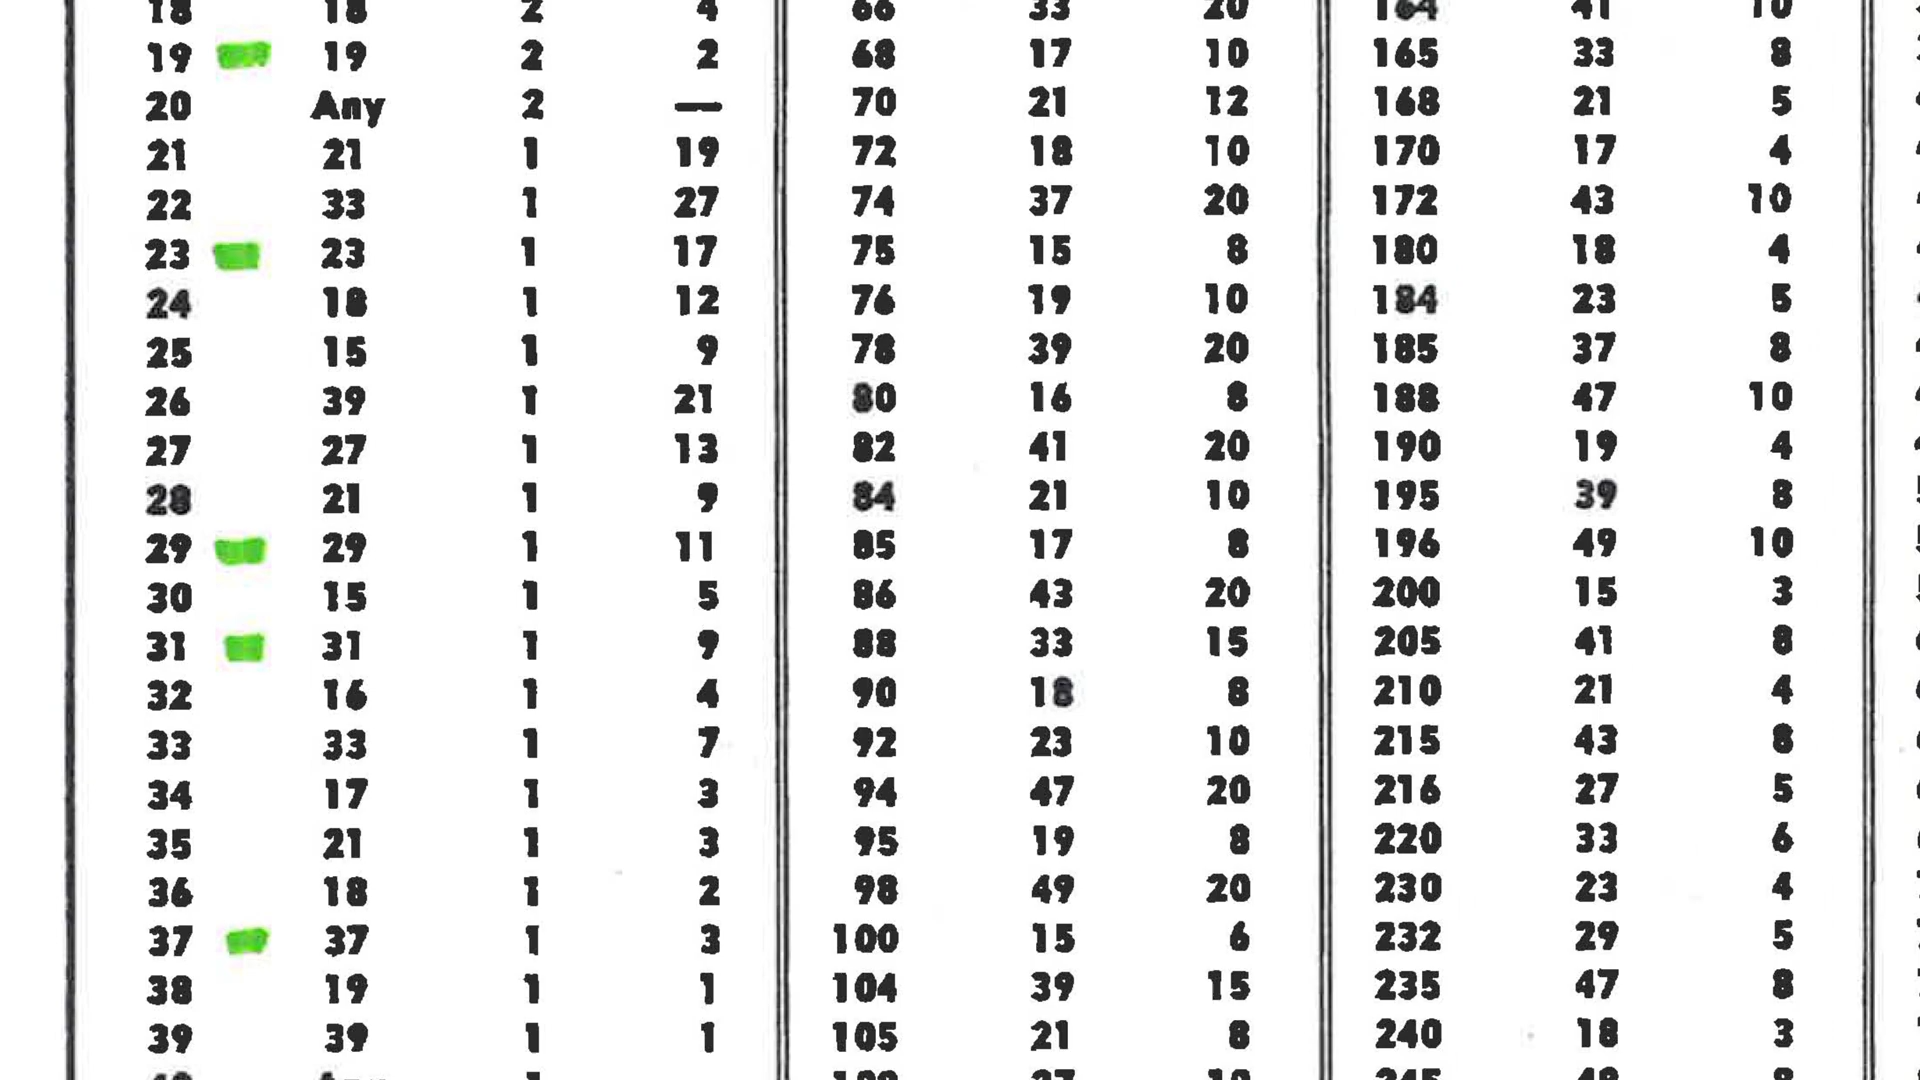 18 18 2 4 66 33 20 164 41 10
19 19 2 2 68 17 10 165 33 8
20 Any 2 — 70 21 12 168 21 5
21 21 1 19 72 18 10 170 17 4
22 33 1 27 74 37 20 172 43 10
23 23 1 17 75 15 8 180 18 4
24 18 1 12 76 19 10 184 23 5
25 15 1 9 78 39 20 185 37 8
26 39 1 21 80 16 8 188 47 10
27 27 1 13 82 41 20 190 19 4
28 21 1 9 84 21 10 195 39 8
29 29 1 11 85 17 8 196 49 10
30 15 1 5 86 43 20 200 15 3
31 31 1 9 88 33 15 205 41 8
32 16 1 4 90 18 8 210 21 4
33 33 1 7 92 23 10 215 43 8
34 17 1 3 94 47 20 216 27 5
35 21 1 3 95 19 8 220 33 6
36 18 1 2 98 49 20 230 23 4
37 37 1 3 100 15 6 232 29 5
38 19 1 1 104 39 15 235 47 8
39 39 1 1 105 21 8 240 18 3